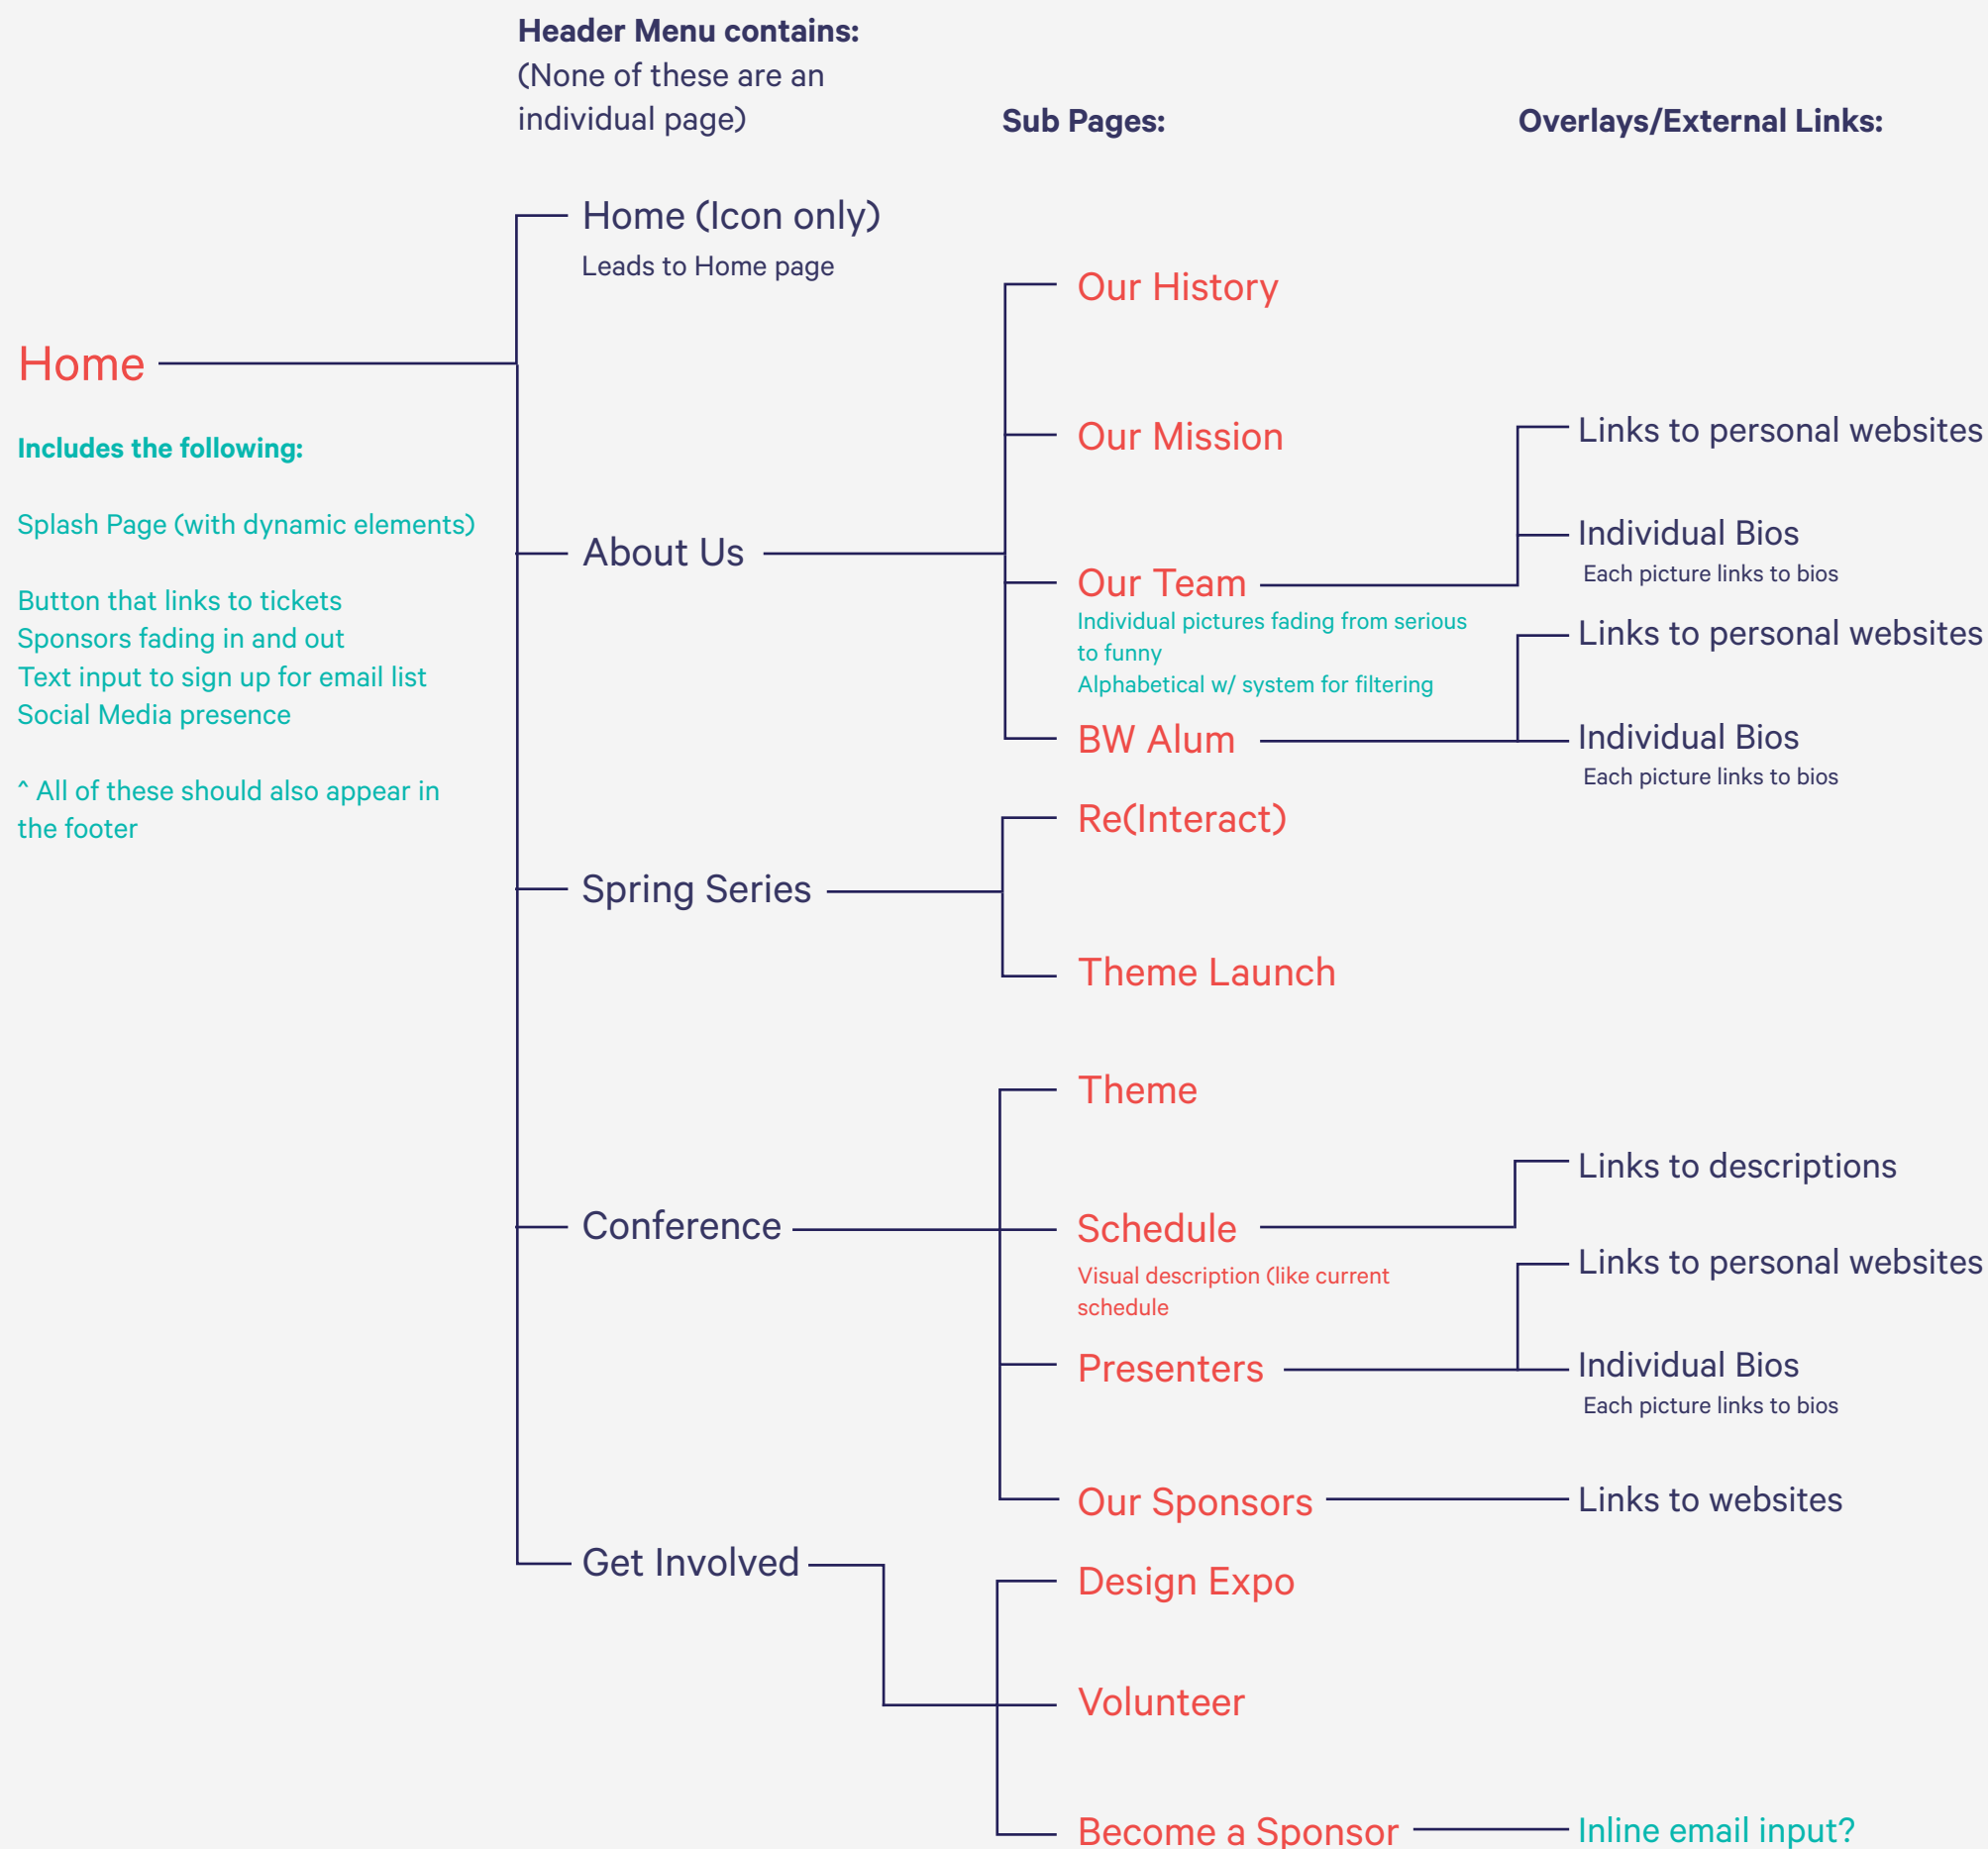 Header Menu contains:
(None of these are an
individual page)
Sub Pages:
Overlays/External Links:
Home
Includes the following:
Splash Page (with dynamic elements)
Button that links to tickets
Sponsors fading in and out
Text input to sign up for email list
Social Media presence
^ All of these should also appear in
the footer
Home (Icon only)
Leads to Home page
About Us
Our History
Our Mission
Our Team
Individual pictures fading from serious
to funny
Alphabetical w/ system for filtering
Links to personal websites
Individual Bios
Each picture links to bios
BW Alum
Links to personal websites
Individual Bios
Each picture links to bios
Spring Series
Re(Interact)
Theme Launch
Conference
Theme
Schedule
Visual description (like current
schedule
Links to descriptions
Presenters
Links to personal websites
Individual Bios
Each picture links to bios
Our Sponsors
Links to websites
Get Involved
Design Expo
Volunteer
Become a Sponsor
Inline email input?